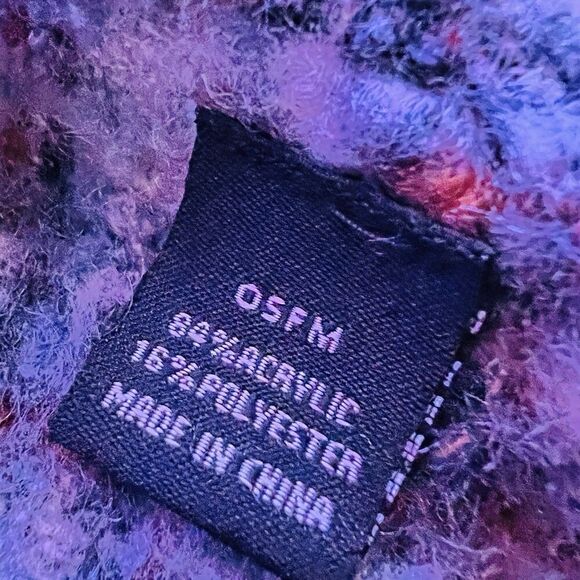 OSFM
84%ACRYLIC
16%POLYESTER
MADE IN CHINA